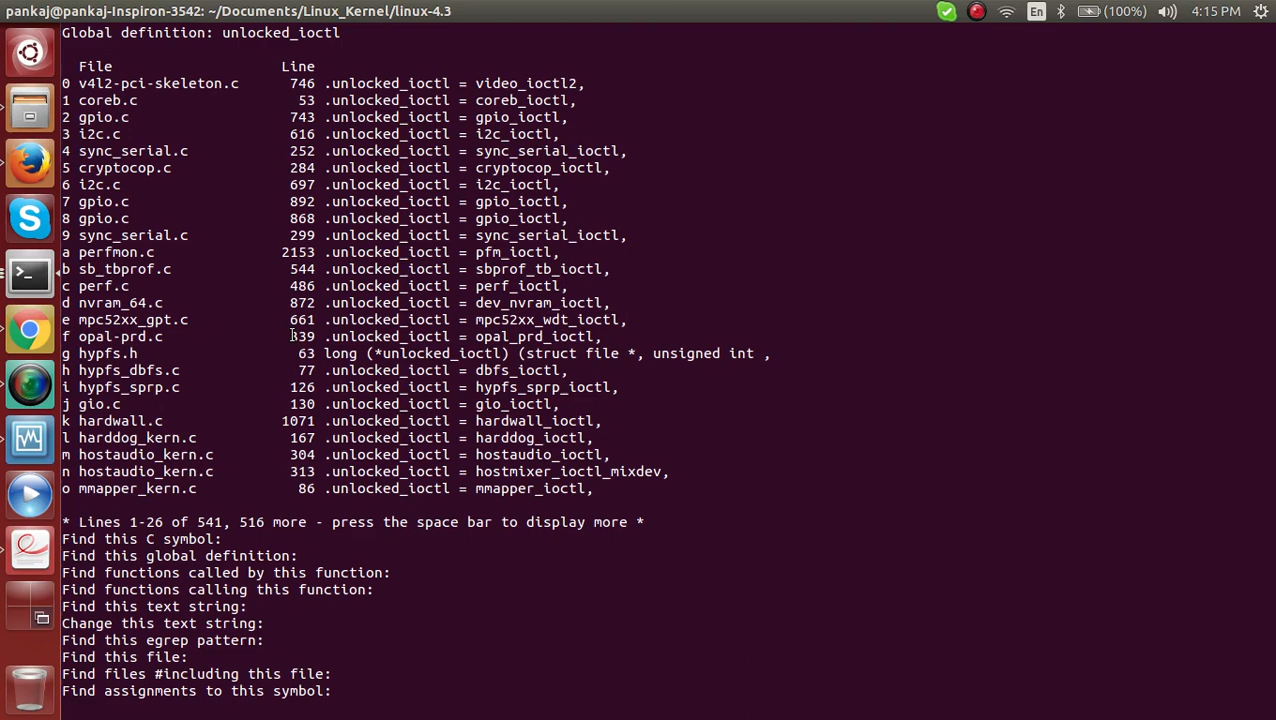 pankaj@pankaj-Inspiron-3542: ~/Documents/Linux_Kernel/linux-4.3
En (100%) 4:15 PM
Global definition: unlocked_ioctl
File Line
0 v4l2-pci-skeleton.c 746 .unlocked_ioctl = video_ioctl2,
1 coreb.c 53 .unlocked_ioctl = coreb_ioctl,
2 gpio.c 743 .unlocked_ioctl = gpio_ioctl,
3 i2c.c 616 .unlocked_ioctl = i2c_ioctl,
4 sync_serial.c 252 .unlocked_ioctl = sync_serial_ioctl,
5 cryptocop.c 284 .unlocked_ioctl = cryptocop_ioctl,
6 i2c.c 697 .unlocked_ioctl = i2c_ioctl,
7 gpio.c 892 .unlocked_ioctl = gpio_ioctl,
8 gpio.c 868 .unlocked_ioctl = gpio_ioctl,
9 sync_serial.c 299 .unlocked_ioctl = sync_serial_ioctl,
a perfmon.c 2153 .unlocked_ioctl = pfm_ioctl,
b sb_tbprof.c 544 .unlocked_ioctl = sbprof_tb_ioctl,
c perf.c 486 .unlocked_ioctl = perf_ioctl,
d nvram_64.c 872 .unlocked_ioctl = dev_nvram_ioctl,
e mpc52xx_gpt.c 661 .unlocked_ioctl = mpc52xx_wdt_ioctl,
f opal-prd.c 339 .unlocked_ioctl = opal_prd_ioctl,
g hypfs.h 63 long (*unlocked_ioctl) (struct file *, unsigned int ,
h hypfs_dbfs.c 77 .unlocked_ioctl = dbfs_ioctl,
i hypfs_sprp.c 126 .unlocked_ioctl = hypfs_sprp_ioctl,
j gio.c 130 .unlocked_ioctl = gio_ioctl,
k hardwall.c 1071 .unlocked_ioctl = hardwall_ioctl,
l harddog_kern.c 167 .unlocked_ioctl = harddog_ioctl,
m hostaudio_kern.c 304 .unlocked_ioctl = hostaudio_ioctl,
n hostaudio_kern.c 313 .unlocked_ioctl = hostmixer_ioctl_mixdev,
o mmapper_kern.c 86 .unlocked_ioctl = mmapper_ioctl,
* Lines 1-26 of 541, 516 more - press the space bar to display more *
Find this C symbol:
Find this global definition:
Find functions called by this function:
Find functions calling this function:
Find this text string:
Change this text string:
Find this egrep pattern:
Find this file:
Find files #including this file:
Find assignments to this symbol: